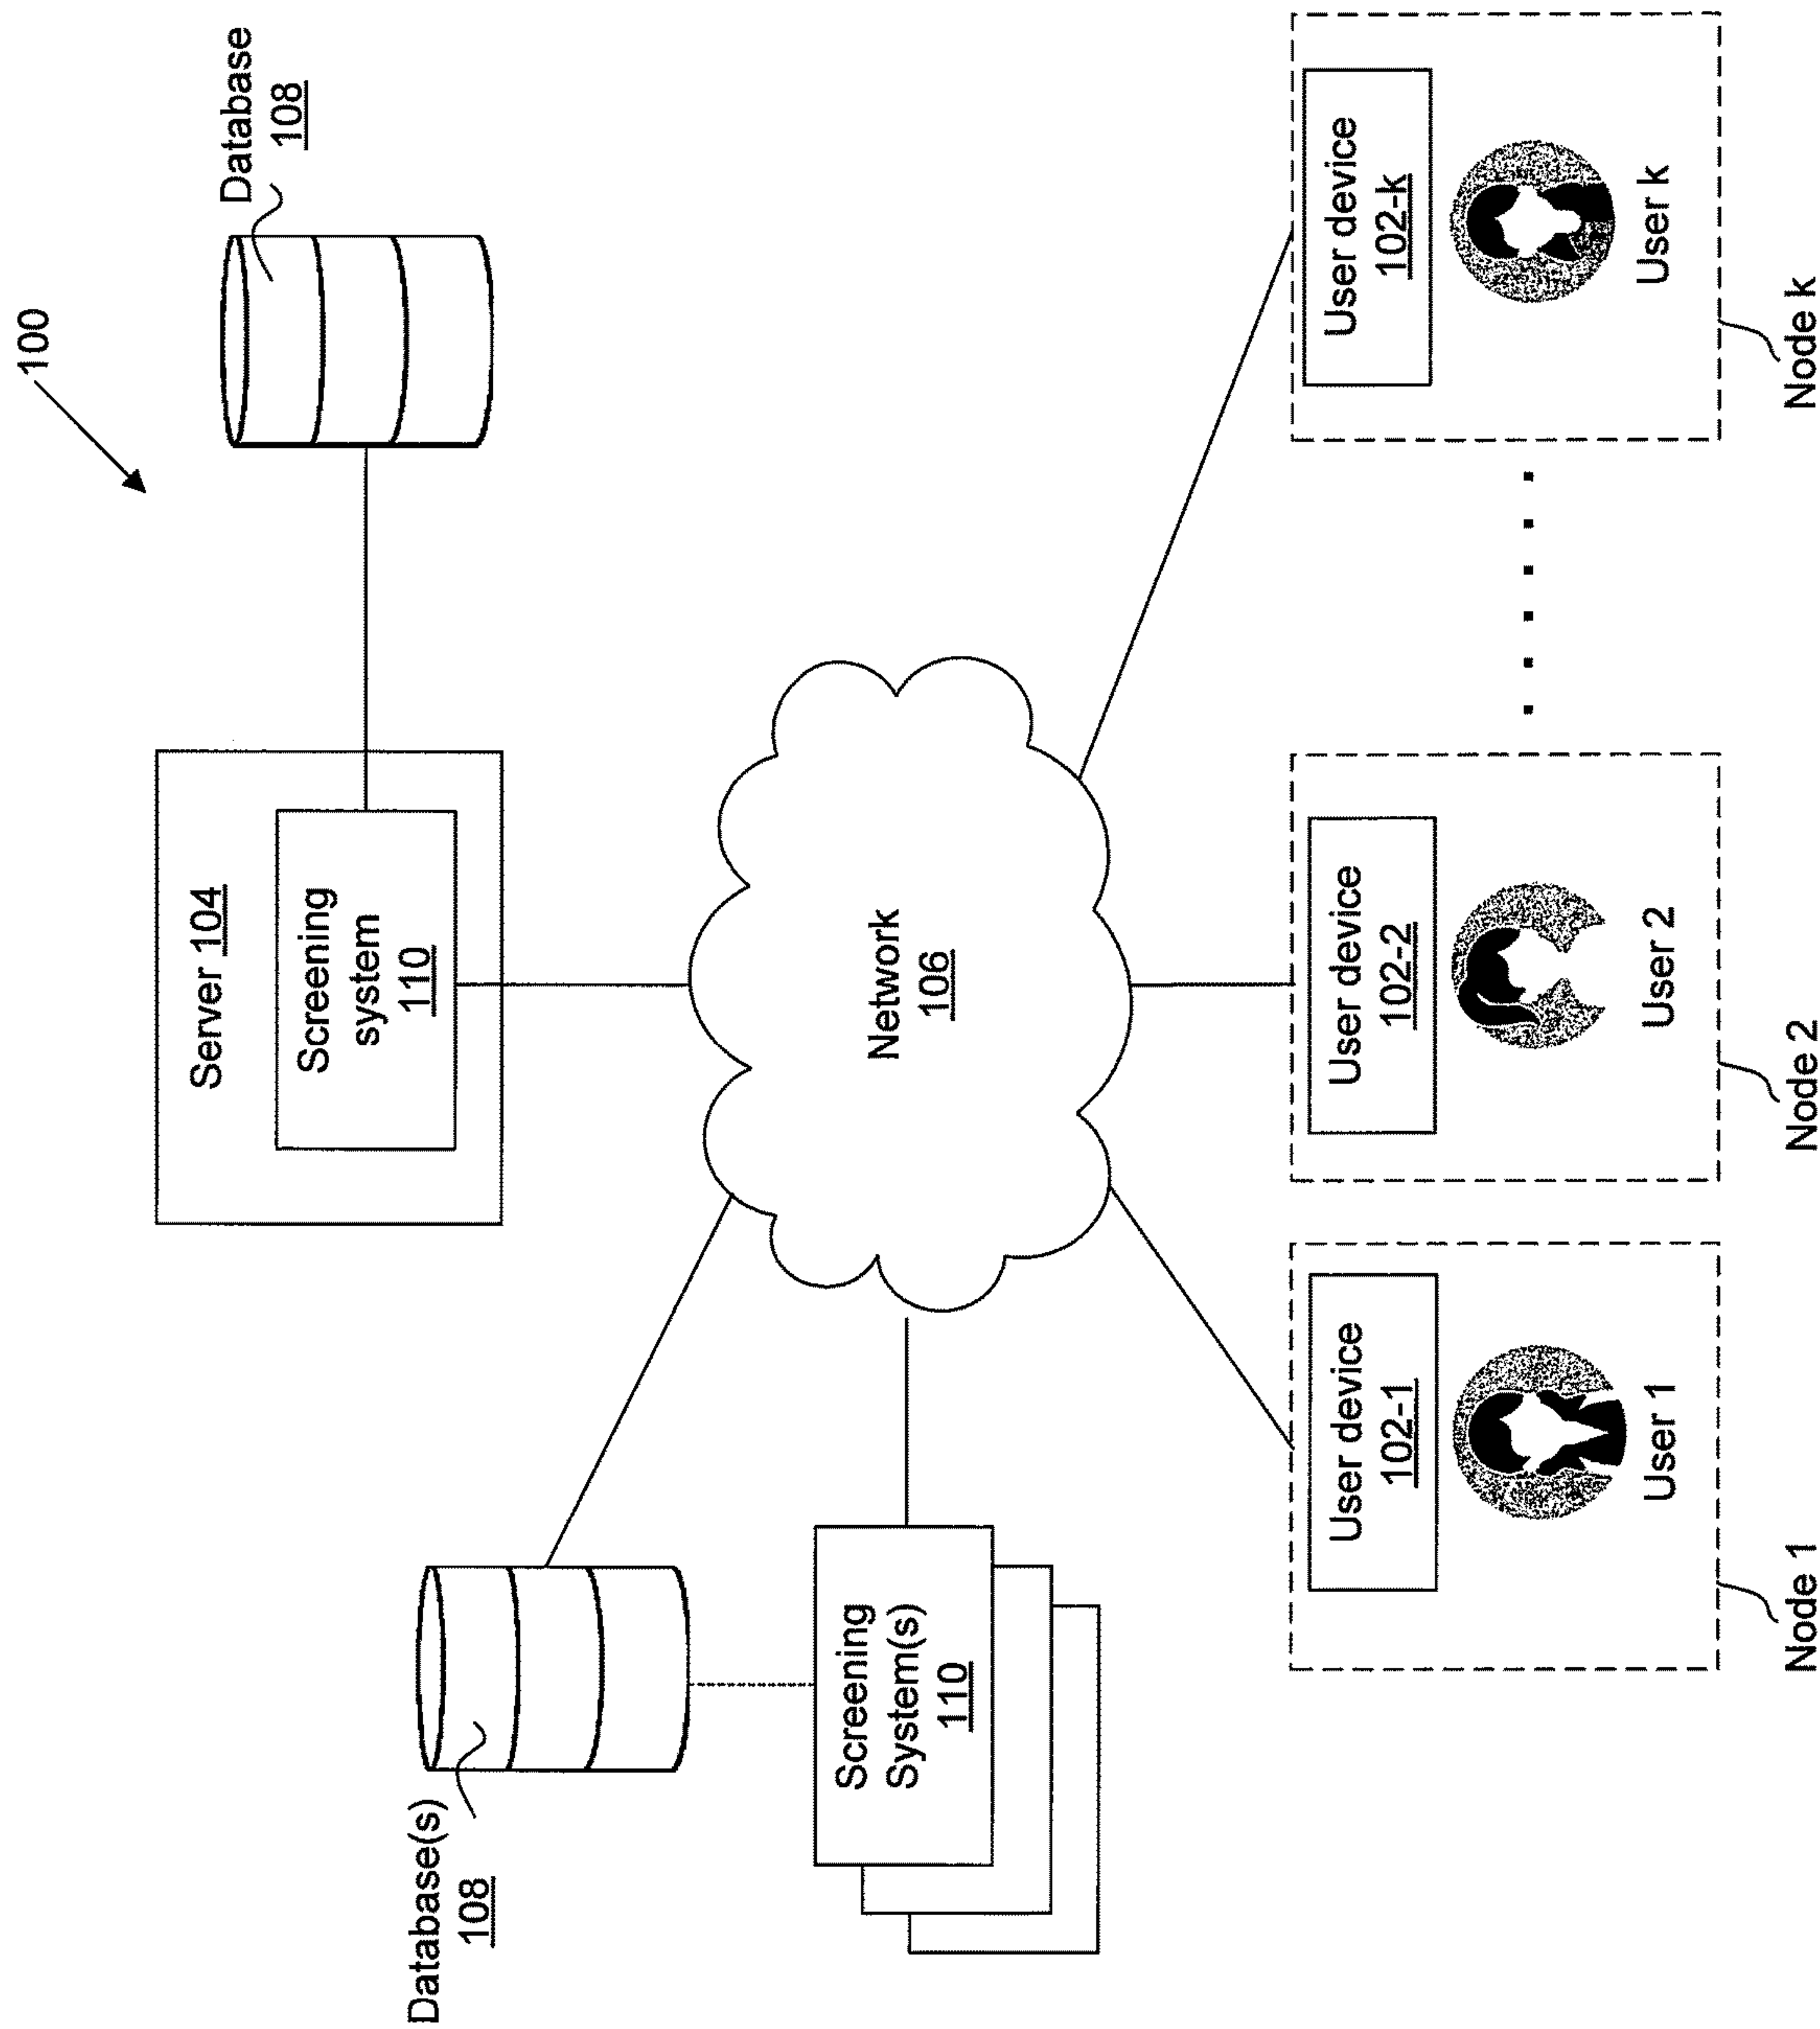 100
Database
108
Server 104
Screening
system
110
Database(s)
108
Screening
System(s)
110
Network
106
User device
102-1
User 1
Node 1
User device
102-2
User 2
Node 2
User device
102-k
User k
Node k